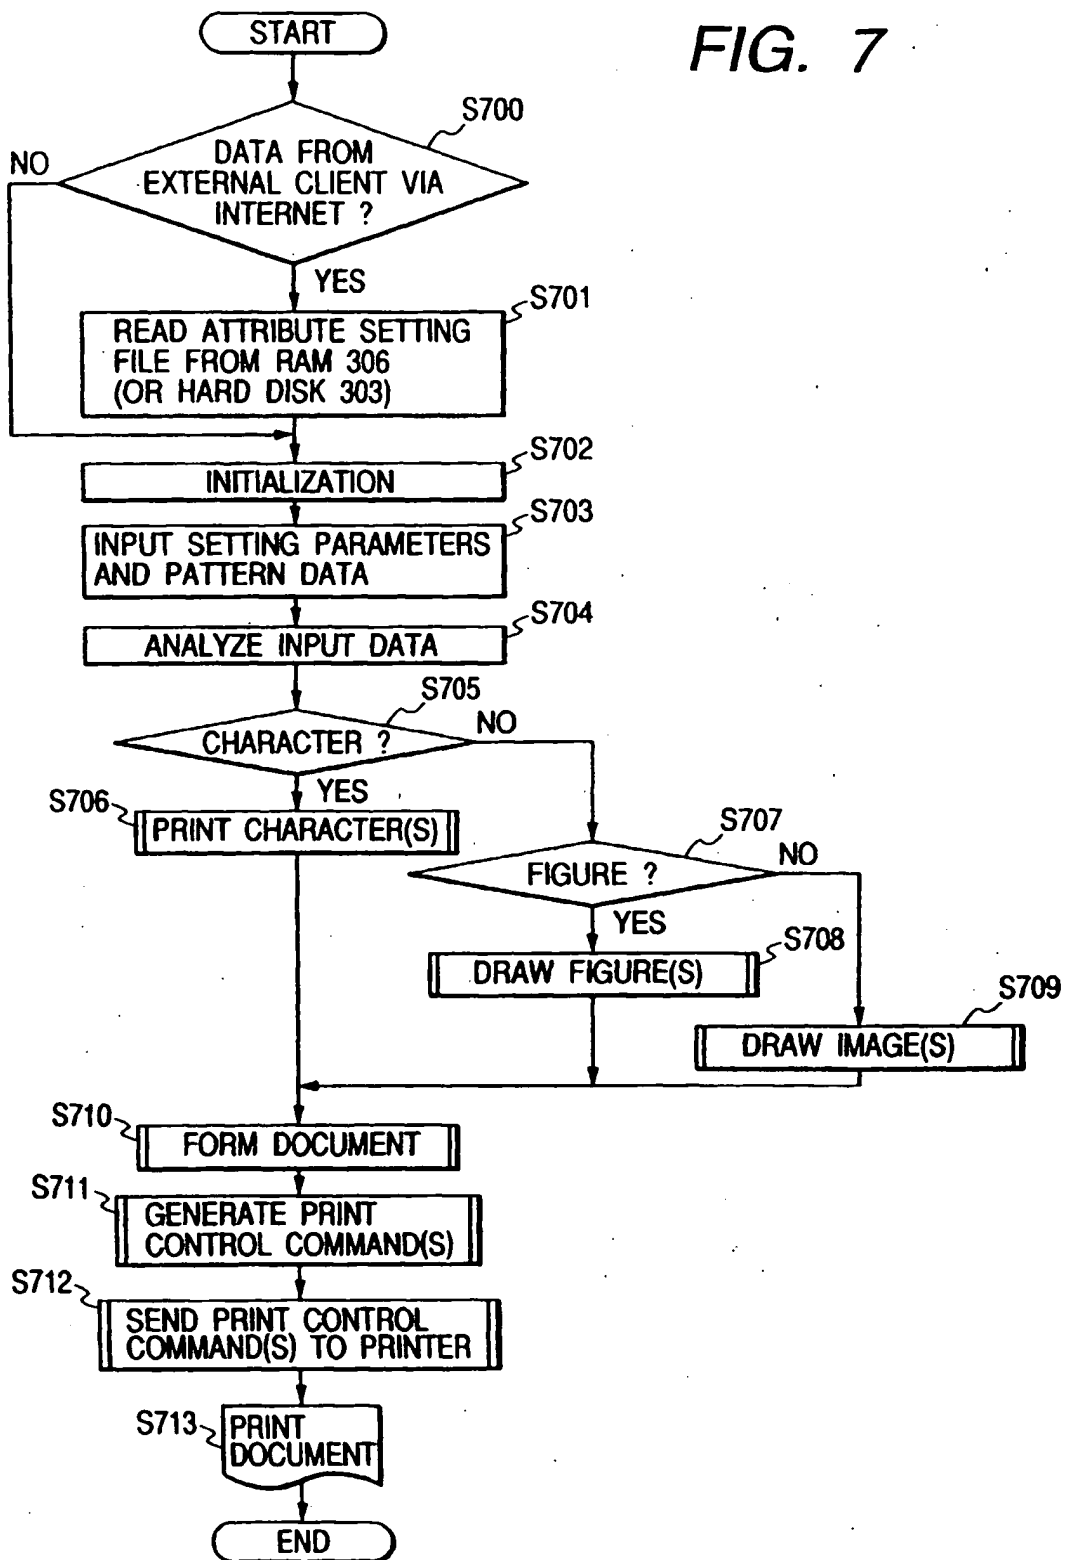 FIG. 7
START
S700
DATA FROM
EXTERNAL CLIENT VIA
INTERNET ?
NO
YES
S701
READ ATTRIBUTE SETTING
FILE FROM RAM 306
(OR HARD DISK 303)
S702
INITIALIZATION
S703
INPUT SETTING PARAMETERS
AND PATTERN DATA
S704
ANALYZE INPUT DATA
S705
CHARACTER ?
NO
YES
S706
PRINT CHARACTER(S)
S707
FIGURE ?
NO
YES
S708
DRAW FIGURE(S)
S709
DRAW IMAGE(S)
S710
FORM DOCUMENT
S711
GENERATE PRINT
CONTROL COMMAND(S)
S712
SEND PRINT CONTROL
COMMAND(S) TO PRINTER
S713
PRINT
DOCUMENT
END